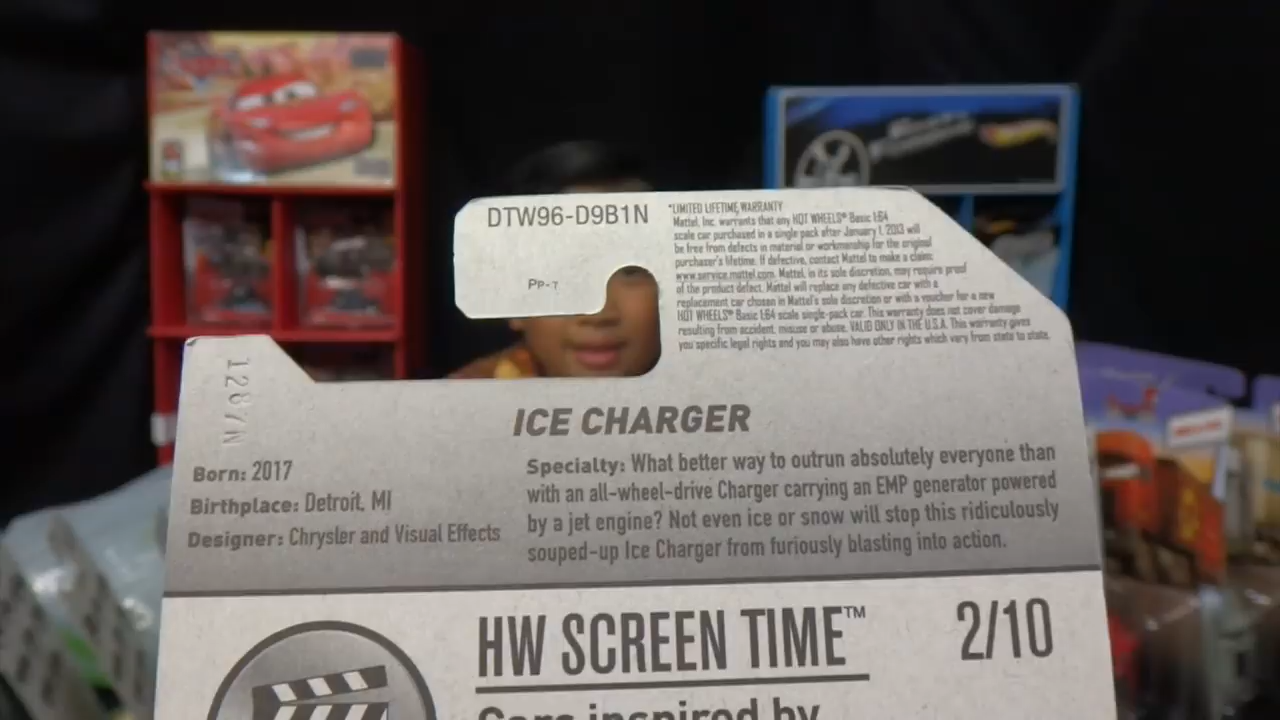 DTW96-D9B1N
PP-7
*LIMITED LIFETIME WARRANTY
Mattel, Inc. warrants that any HOT WHEELS® Basic 1:64
scale car purchased in a single pack after January 1, 2013 will
be free from defects in material or workmanship for the original
purchaser's lifetime. If defective, contact Mattel to make a claim:
www.service.mattel.com. Mattel, in its sole discretion, may require proof
of the product defect. Mattel will replace any defective car with a
replacement car chosen in Mattel's sole discretion or with a voucher for a new
HOT WHEELS® Basic 1:64 scale single-pack car. This warranty does not cover damage
resulting from accident, misuse or abuse. VALID ONLY IN THE U.S.A. This warranty gives
you specific legal rights and you may also have other rights which vary from state to state.
1287N
ICE CHARGER
Born: 2017
Birthplace: Detroit, MI
Designer: Chrysler and Visual Effects
Specialty: What better way to outrun absolutely everyone than
with an all-wheel-drive Charger carrying an EMP generator powered
by a jet engine? Not even ice or snow will stop this ridiculously
souped-up Ice Charger from furiously blasting into action.
HW SCREEN TIME™
2/10
Cars inspired by